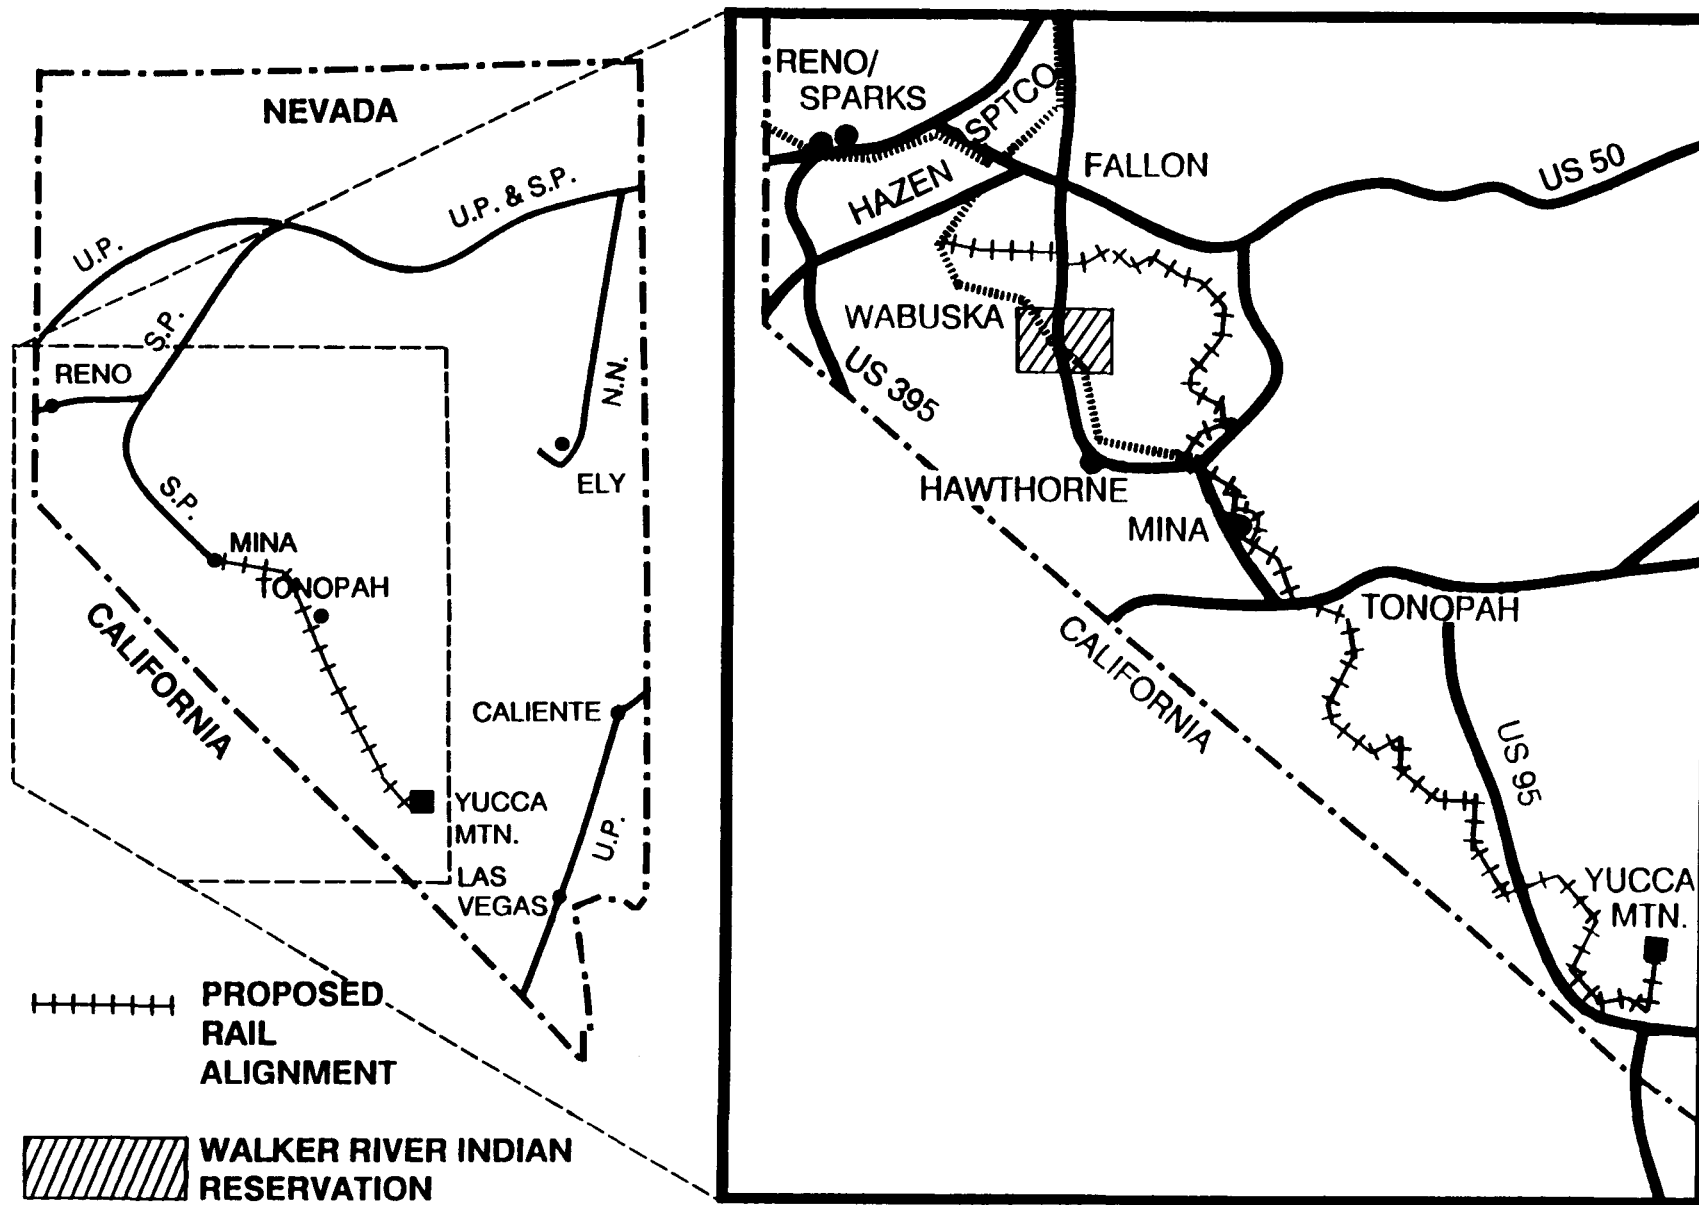 NEVADA
U.P. & S.P.
U.P.
S.P.
RENO
N.N.
ELY
S.P.
MINA
TONOPAH
CALIFORNIA
CALIENTE
YUCCA
MTN.
U.P.
LAS
VEGAS
PROPOSED
RAIL
ALIGNMENT
WALKER RIVER INDIAN
RESERVATION
RENO/
SPARKS
SPTCO
FALLON
US 50
HAZEN
WABUSKA
US 395
HAWTHORNE
MINA
TONOPAH
CALIFORNIA
US 95
YUCCA
MTN.